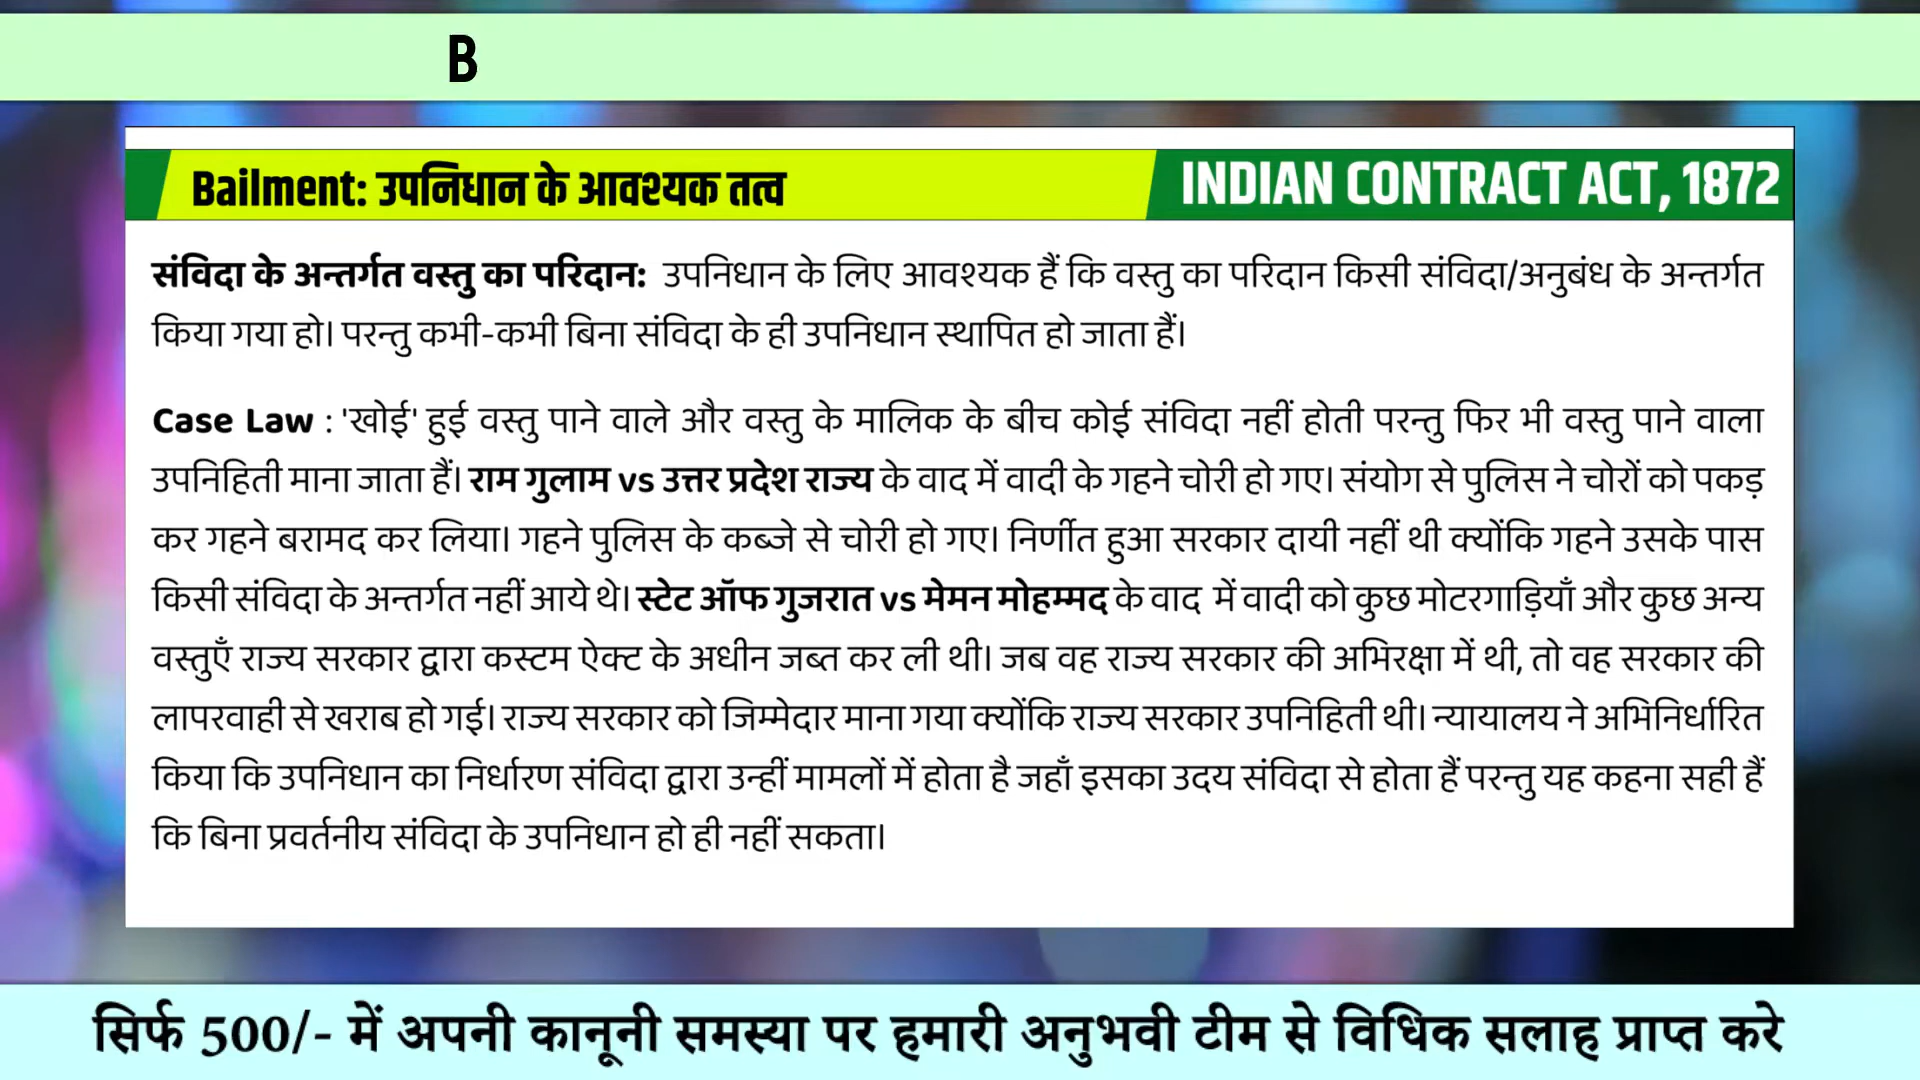 B
Bailment: उपनिधान के आवश्यक तत्व
INDIAN CONTRACT ACT, 1872
संविदा के अन्तर्गत वस्तु का परिदान: उपनिधान के लिए आवश्यक हैं कि वस्तु का परिदान किसी संविदा/अनुबंध के अन्तर्गत
किया गया हो। परन्तु कभी-कभी बिना संविदा के ही उपनिधान स्थापित हो जाता हैं।
Case Law : 'खोई' हुई वस्तु पाने वाले और वस्तु के मालिक के बीच कोई संविदा नहीं होती परन्तु फिर भी वस्तु पाने वाला
उपनिहिती माना जाता हैं। राम गुलाम vs उत्तर प्रदेश राज्य के वाद में वादी के गहने चोरी हो गए। संयोग से पुलिस ने चोरों को पकड़
कर गहने बरामद कर लिया। गहने पुलिस के कब्जे से चोरी हो गए। निर्णीत हुआ सरकार दायी नहीं थी क्योंकि गहने उसके पास
किसी संविदा के अन्तर्गत नहीं आये थे। स्टेट ऑफ गुजरात vs मेमन मोहम्मद के वाद में वादी को कुछ मोटरगाड़ियाँ और कुछ अन्य
वस्तुएँ राज्य सरकार द्वारा कस्टम ऐक्ट के अधीन जब्त कर ली थी। जब वह राज्य सरकार की अभिरक्षा में थी, तो वह सरकार की
लापरवाही से खराब हो गई। राज्य सरकार को जिम्मेदार माना गया क्योंकि राज्य सरकार उपनिहिती थी। न्यायालय ने अभिनिर्धारित
किया कि उपनिधान का निर्धारण संविदा द्वारा उन्हीं मामलों में होता है जहाँ इसका उदय संविदा से होता हैं परन्तु यह कहना सही हैं
कि बिना प्रवर्तनीय संविदा के उपनिधान हो ही नहीं सकता।
सिर्फ 500/- में अपनी कानूनी समस्या पर हमारी अनुभवी टीम से विधिक सलाह प्राप्त करे